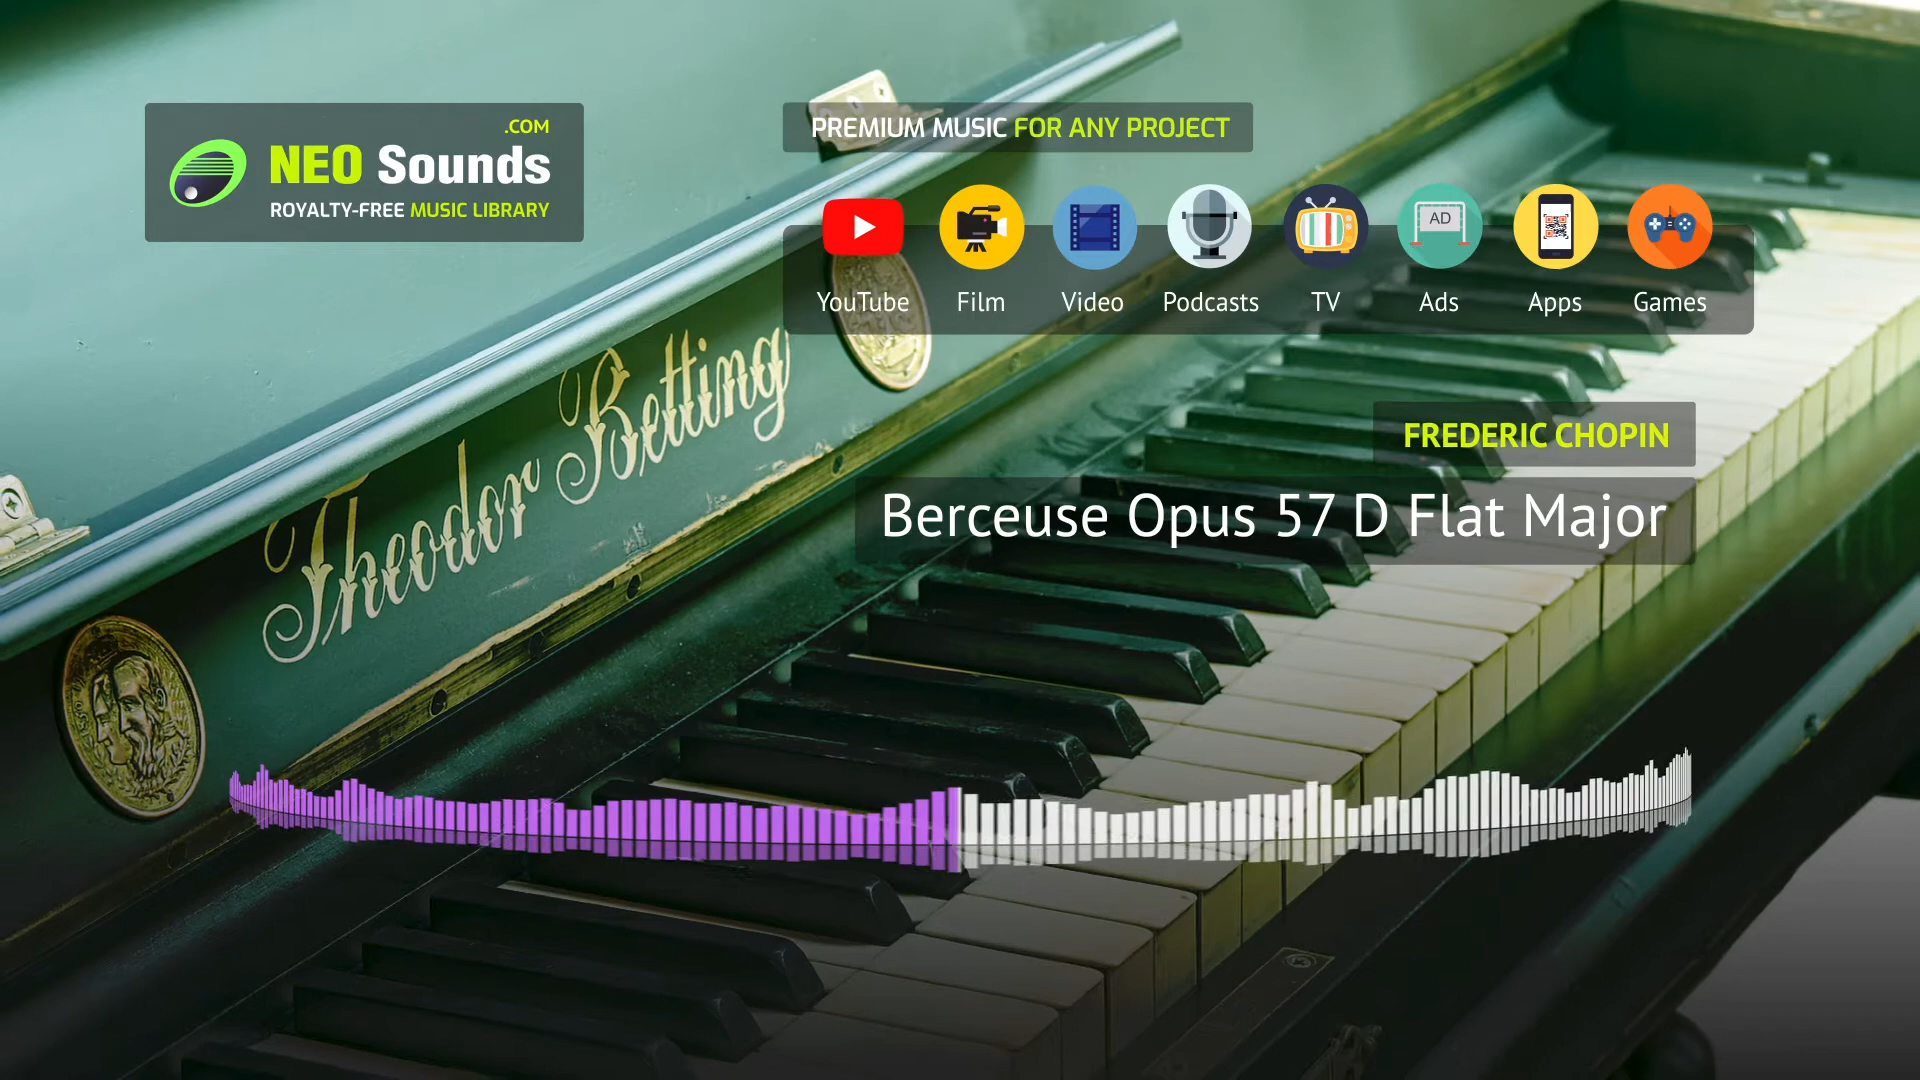 .COM
NEO Sounds
ROYALTY-FREE MUSIC LIBRARY
PREMIUM MUSIC FOR ANY PROJECT
AD
YouTube Film Video Podcasts TV Ads Apps Games
Theodor Betting
FREDERIC CHOPIN
Berceuse Opus 57 D Flat Major